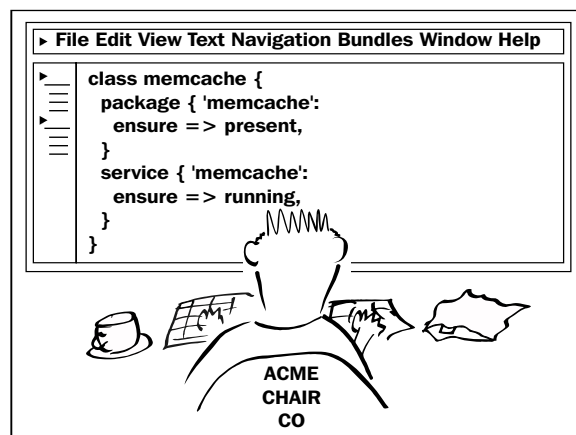 File Edit View Text Navigation Bundles Window Help
class memcache {
package { 'memcache':
ensure => present,
}
service { 'memcache':
ensure => running,
}
}
ACME
CHAIR
CO